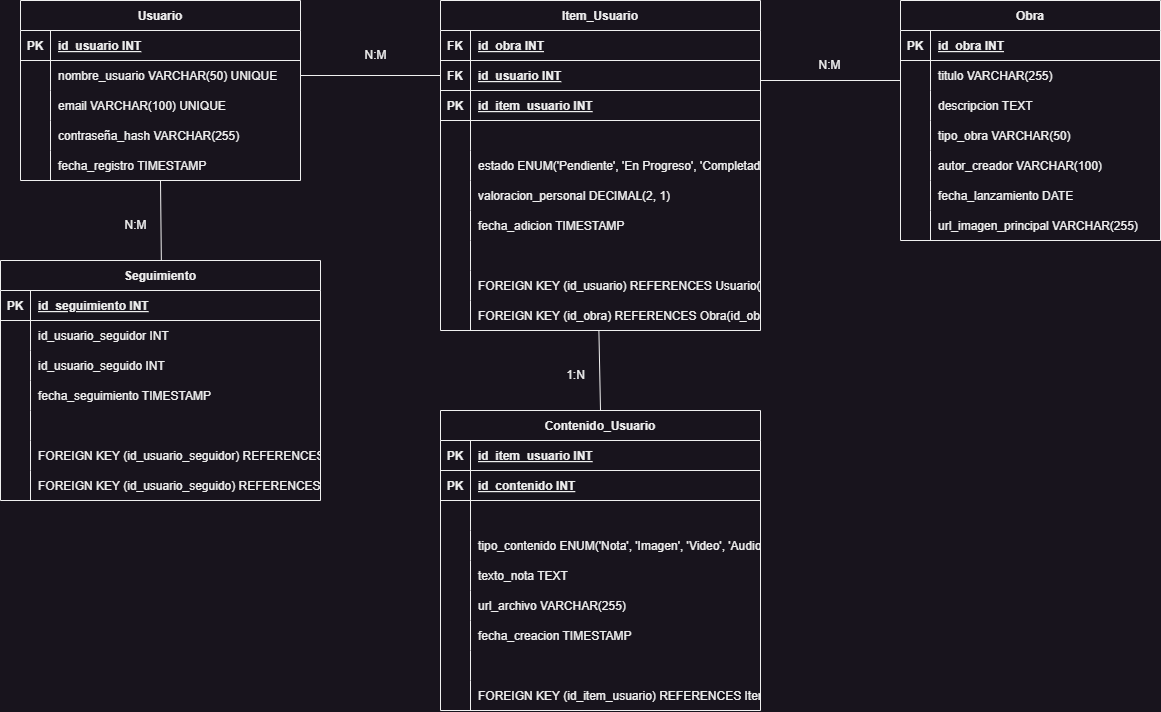 Usuario
PK id_usuario INT
nombre_usuario VARCHAR(50) UNIQUE
email VARCHAR(100) UNIQUE
contraseña_hash VARCHAR(255)
fecha_registro TIMESTAMP
N:M
Item_Usuario
FK id_obra INT
FK id_usuario INT
PK id_item_usuario INT
estado ENUM('Pendiente', 'En Progreso', 'Completad
valoracion_personal DECIMAL(2, 1)
fecha_adicion TIMESTAMP
FOREIGN KEY (id_usuario) REFERENCES Usuario(
FOREIGN KEY (id_obra) REFERENCES Obra(id_ob
N:M
Obra
PK id_obra INT
titulo VARCHAR(255)
descripcion TEXT
tipo_obra VARCHAR(50)
autor_creador VARCHAR(100)
fecha_lanzamiento DATE
url_imagen_principal VARCHAR(255)
N:M
Seguimiento
PK id_seguimiento INT
id_usuario_seguidor INT
id_usuario_seguido INT
fecha_seguimiento TIMESTAMP
FOREIGN KEY (id_usuario_seguidor) REFERENCES
FOREIGN KEY (id_usuario_seguido) REFERENCES
1:N
Contenido_Usuario
PK id_item_usuario INT
PK id_contenido INT
tipo_contenido ENUM('Nota', 'Imagen', 'Video', 'Audio
texto_nota TEXT
url_archivo VARCHAR(255)
fecha_creacion TIMESTAMP
FOREIGN KEY (id_item_usuario) REFERENCES Iter